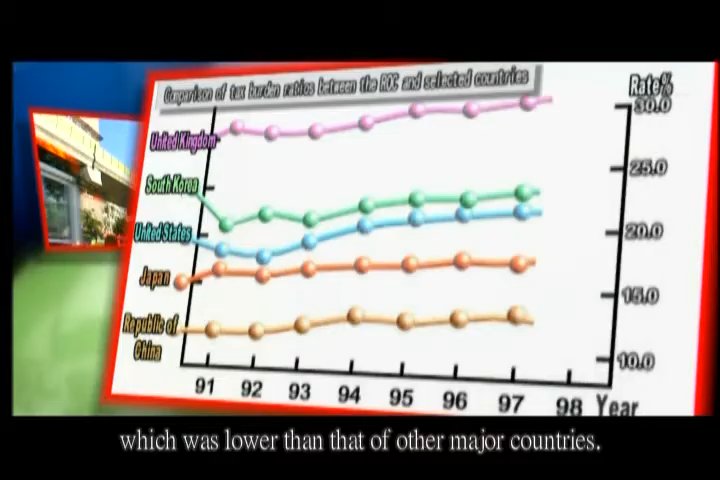 Comparison of tax burden ratios between the ROC and selected countries
Rate%
30.0
United Kingdom
25.0
South Korea
United States
20.0
Japan
15.0
Republic of
China
10.0
91 92 93 94 95 96 97 98 Year
which was lower than that of other major countries.